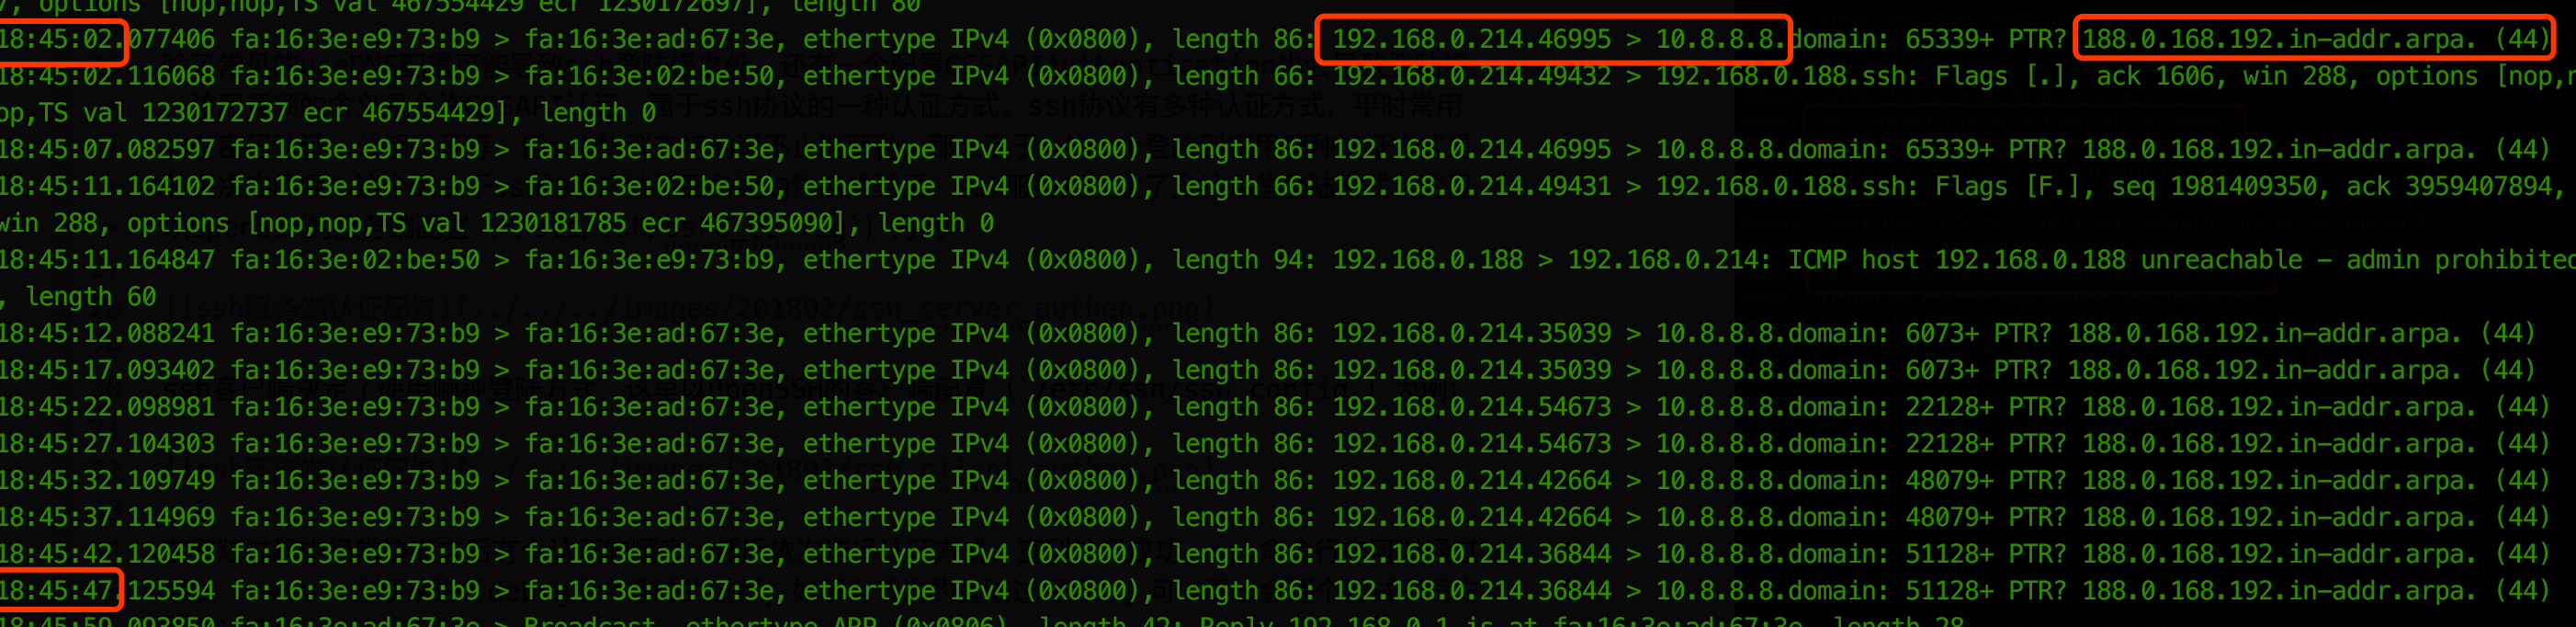 7, options [nop,nop,TS val 467554429 ecr 1230172697], length 80
18:45:02.077406 fa:16:3e:e9:73:b9 > fa:16:3e:ad:67:3e, ethertype IPv4 (0x0800), length 86: 192.168.0.214.46995 > 10.8.8.8.domain: 65339+ PTR? 188.0.168.192.in-addr.arpa. (44)
18:45:02.116068 fa:16:3e:e9:73:b9 > fa:16:3e:02:be:50, ethertype IPv4 (0x0800), length 66: 192.168.0.214.49432 > 192.168.0.188.ssh: Flags [.], ack 1606, win 288, options [nop,n
op,TS val 1230172737 ecr 467554429], length 0
18:45:07.082597 fa:16:3e:e9:73:b9 > fa:16:3e:ad:67:3e, ethertype IPv4 (0x0800), length 86: 192.168.0.214.46995 > 10.8.8.8.domain: 65339+ PTR? 188.0.168.192.in-addr.arpa. (44)
18:45:11.164102 fa:16:3e:e9:73:b9 > fa:16:3e:02:be:50, ethertype IPv4 (0x0800), length 66: 192.168.0.214.49431 > 192.168.0.188.ssh: Flags [F.], seq 1981409350, ack 3959407894,
win 288, options [nop,nop,TS val 1230181785 ecr 467395090], length 0
18:45:11.164847 fa:16:3e:02:be:50 > fa:16:3e:e9:73:b9, ethertype IPv4 (0x0800), length 94: 192.168.0.188 > 192.168.0.214: ICMP host 192.168.0.188 unreachable - admin prohibited
, length 60
![ssh服务端认证配置](../../../images/201802/ssh_server_authen.png)
18:45:12.088241 fa:16:3e:e9:73:b9 > fa:16:3e:ad:67:3e, ethertype IPv4 (0x0800), length 86: 192.168.0.214.35039 > 10.8.8.8.domain: 6073+ PTR? 188.0.168.192.in-addr.arpa. (44)
18:45:17.093402 fa:16:3e:e9:73:b9 > fa:16:3e:ad:67:3e, ethertype IPv4 (0x0800), length 86: 192.168.0.214.35039 > 10.8.8.8.domain: 6073+ PTR? 188.0.168.192.in-addr.arpa. (44)
18:45:22.098981 fa:16:3e:e9:73:b9 > fa:16:3e:ad:67:3e, ethertype IPv4 (0x0800), length 86: 192.168.0.214.54673 > 10.8.8.8.domain: 22128+ PTR? 188.0.168.192.in-addr.arpa. (44)
18:45:27.104303 fa:16:3e:e9:73:b9 > fa:16:3e:ad:67:3e, ethertype IPv4 (0x0800), length 86: 192.168.0.214.54673 > 10.8.8.8.domain: 22128+ PTR? 188.0.168.192.in-addr.arpa. (44)
18:45:32.109749 fa:16:3e:e9:73:b9 > fa:16:3e:ad:67:3e, ethertype IPv4 (0x0800), length 86: 192.168.0.214.42664 > 10.8.8.8.domain: 48079+ PTR? 188.0.168.192.in-addr.arpa. (44)
18:45:37.114969 fa:16:3e:e9:73:b9 > fa:16:3e:ad:67:3e, ethertype IPv4 (0x0800), length 86: 192.168.0.214.42664 > 10.8.8.8.domain: 48079+ PTR? 188.0.168.192.in-addr.arpa. (44)
18:45:42.120458 fa:16:3e:e9:73:b9 > fa:16:3e:ad:67:3e, ethertype IPv4 (0x0800), length 86: 192.168.0.214.36844 > 10.8.8.8.domain: 51128+ PTR? 188.0.168.192.in-addr.arpa. (44)
18:45:47.125594 fa:16:3e:e9:73:b9 > fa:16:3e:ad:67:3e, ethertype IPv4 (0x0800), length 86: 192.168.0.214.36844 > 10.8.8.8.domain: 51128+ PTR? 188.0.168.192.in-addr.arpa. (44)
18:45:59.093850 fa:16:3e:ad:67:3e > Broadcast, ethertype ARP (0x0806), length 42: Reply 192.168.0.1 is-at fa:16:3e:ad:67:3e, length 28